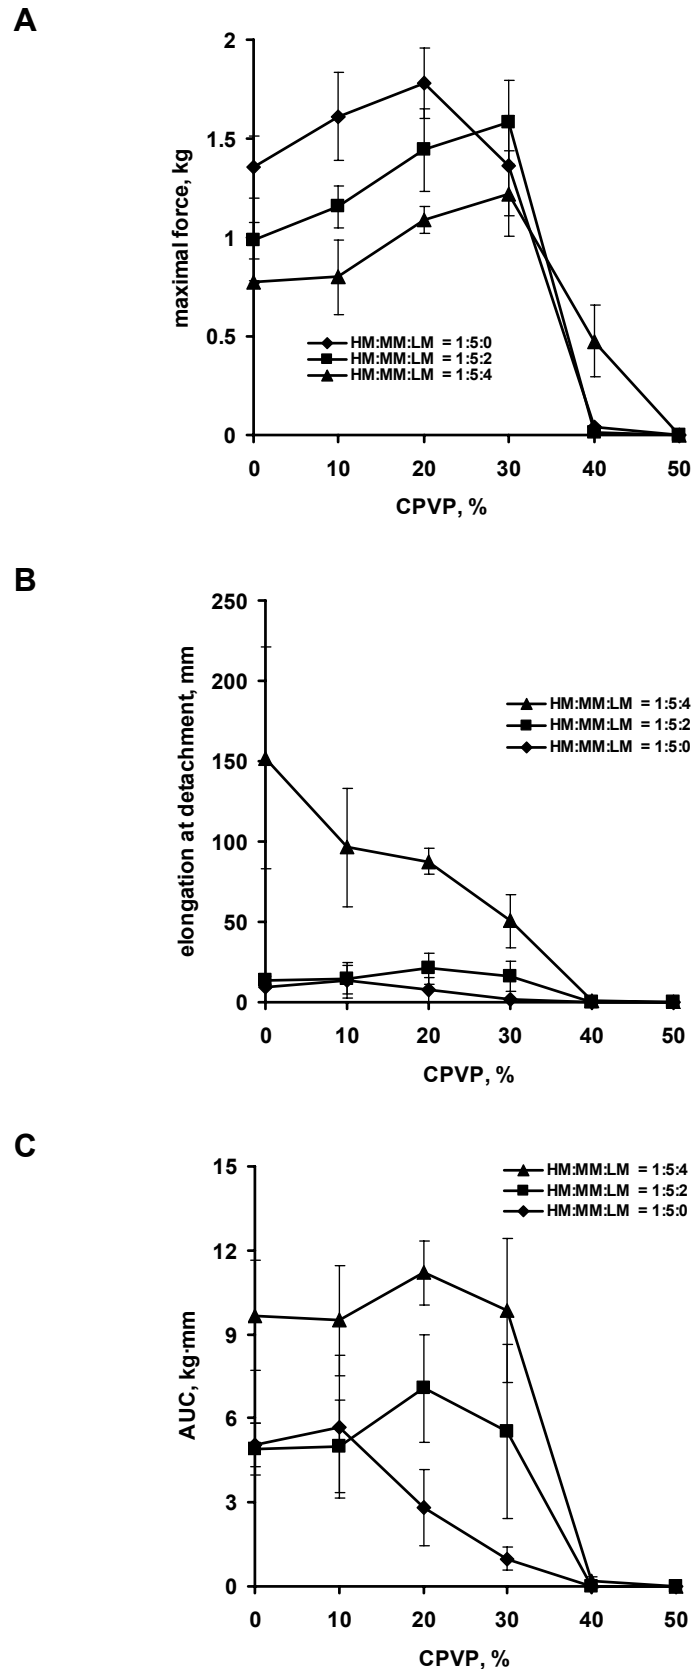 A
maximal force, kg
2
1.5
1
0.5
0
HM:MM:LM = 1:5:0
HM:MM:LM = 1:5:2
HM:MM:LM = 1:5:4
0 10 20 30 40 50
CPVP, %
B
elongation at detachment, mm
250
200
150
100
50
0
HM:MM:LM = 1:5:4
HM:MM:LM = 1:5:2
HM:MM:LM = 1:5:0
0 10 20 30 40 50
CPVP, %
C
AUC, kg·mm
15
12
9
6
3
0
HM:MM:LM = 1:5:4
HM:MM:LM = 1:5:2
HM:MM:LM = 1:5:0
0 10 20 30 40 50
CPVP, %